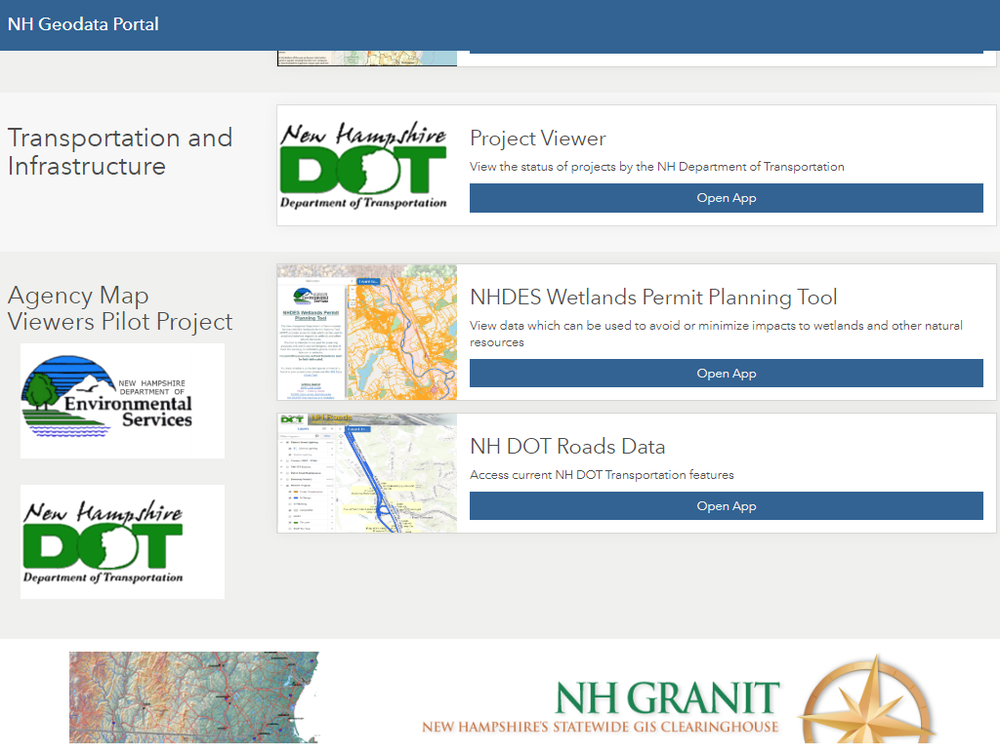 NH Geodata Portal
Transportation and
Infrastructure
New Hampshire
DOT
Department of Transportation
Project Viewer
View the status of projects by the NH Department of Transportation
Open App
Agency Map
Viewers Pilot Project
NEW HAMPSHIRE
DEPARTMENT OF
Environmental
Services
New Hampshire
DOT
Department of Transportation
NHDES Wetlands Permit
Planning Tool
NHDES Wetlands Permit Planning Tool
View data which can be used to avoid or minimize impacts to wetlands and other natural
resources
Open App
DOT
NH Roads
NH DOT Roads Data
Access current NH DOT Transportation features
Open App
NH GRANIT
NEW HAMPSHIRE'S STATEWIDE GIS CLEARINGHOUSE